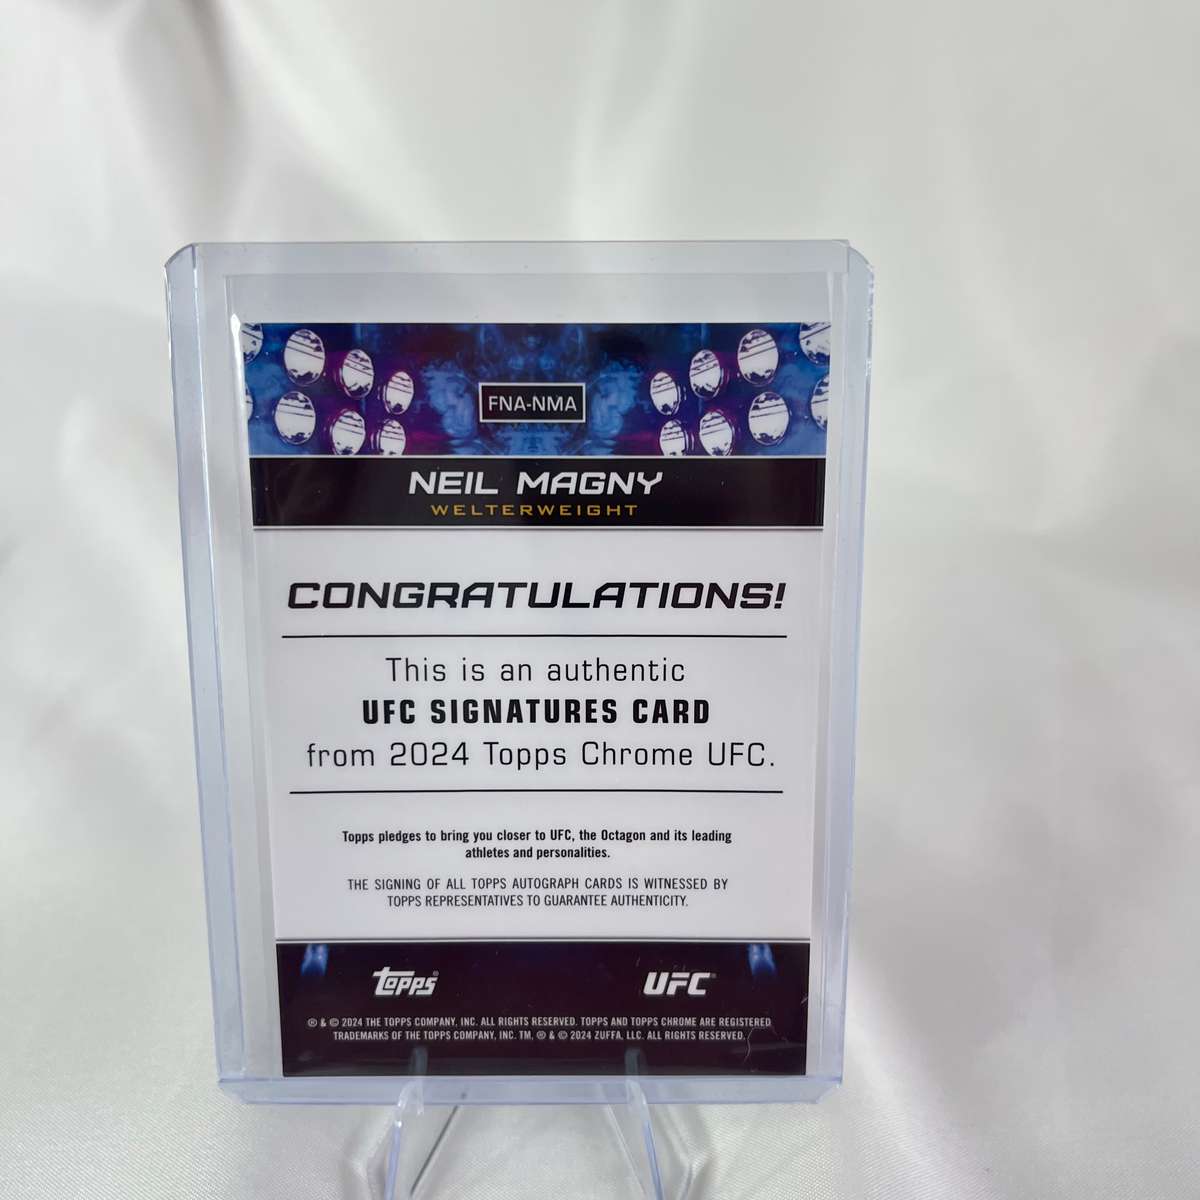 FNA-NMA
NEIL MAGNY
WELTERWEIGHT
CONGRATULATIONS!
This is an authentic
UFC SIGNATURES CARD
from 2024 Topps Chrome UFC.
Topps pledges to bring you closer to UFC, the Octagon and its leading
athletes and personalities.
THE SIGNING OF ALL TOPPS AUTOGRAPH CARDS IS WITNESSED BY
TOPPS REPRESENTATIVES TO GUARANTEE AUTHENTICITY.
topps® UFC
® & © 2024 THE TOPPS COMPANY, INC. ALL RIGHTS RESERVED. TOPPS AND TOPPS CHROME ARE REGISTERED
TRADEMARKS OF THE TOPPS COMPANY, INC. TM, ® & © 2024 ZUFFA, LLC. ALL RIGHTS RESERVED.